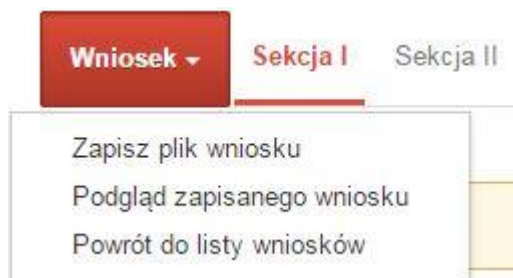 Wniosek Sekcja I Sekcja II
Zapisz plik wniosku
Podgląd zapisanego wniosku
Powrót do listy wniosków